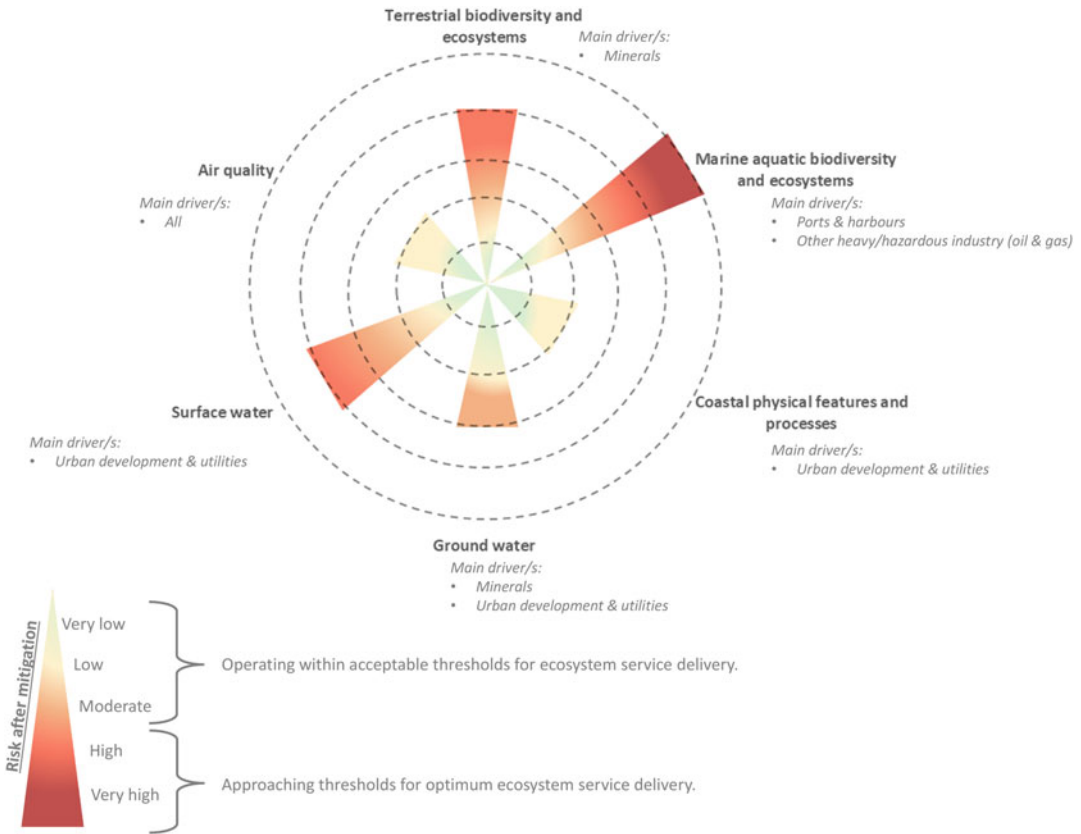 Terrestrial biodiversity and
ecosystems
Main driver/s:
• Minerals
Air quality
Main driver/s:
• All
Marine aquatic biodiversity
and ecosystems
Main driver/s:
• Ports & harbours
• Other heavy/hazardous industry (oil & gas)
Surface water
Main driver/s:
• Urban development & utilities
Coastal physical features and
processes
Main driver/s:
• Urban development & utilities
Ground water
Main driver/s:
• Minerals
• Urban development & utilities
Risk after mitigation
Very low
Low
Moderate
High
Very high
Operating within acceptable thresholds for ecosystem service delivery.
Approaching thresholds for optimum ecosystem service delivery.